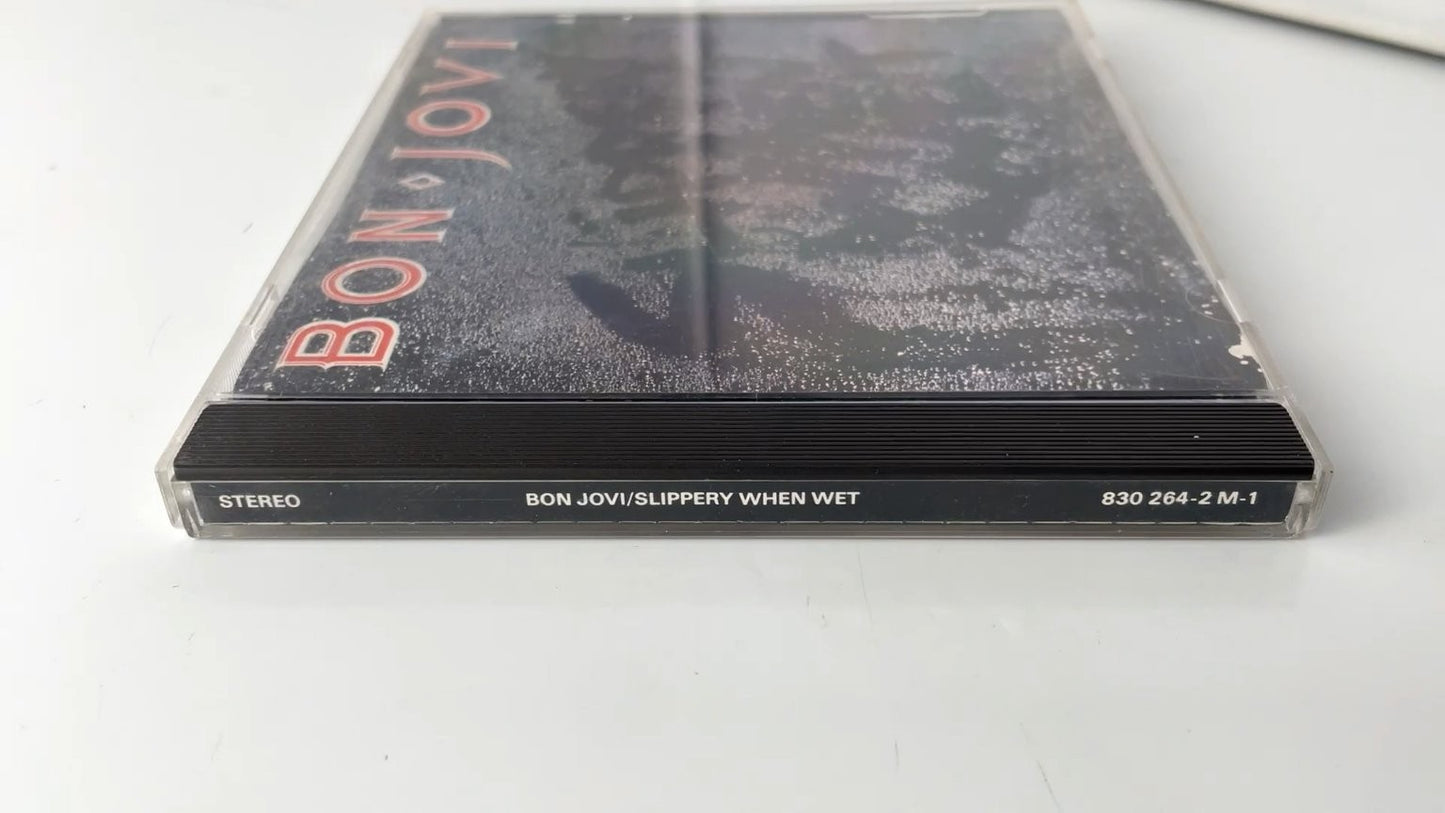 BON JOVI
STEREO BON JOVI/SLIPPERY WHEN WET 830 264-2 M-1